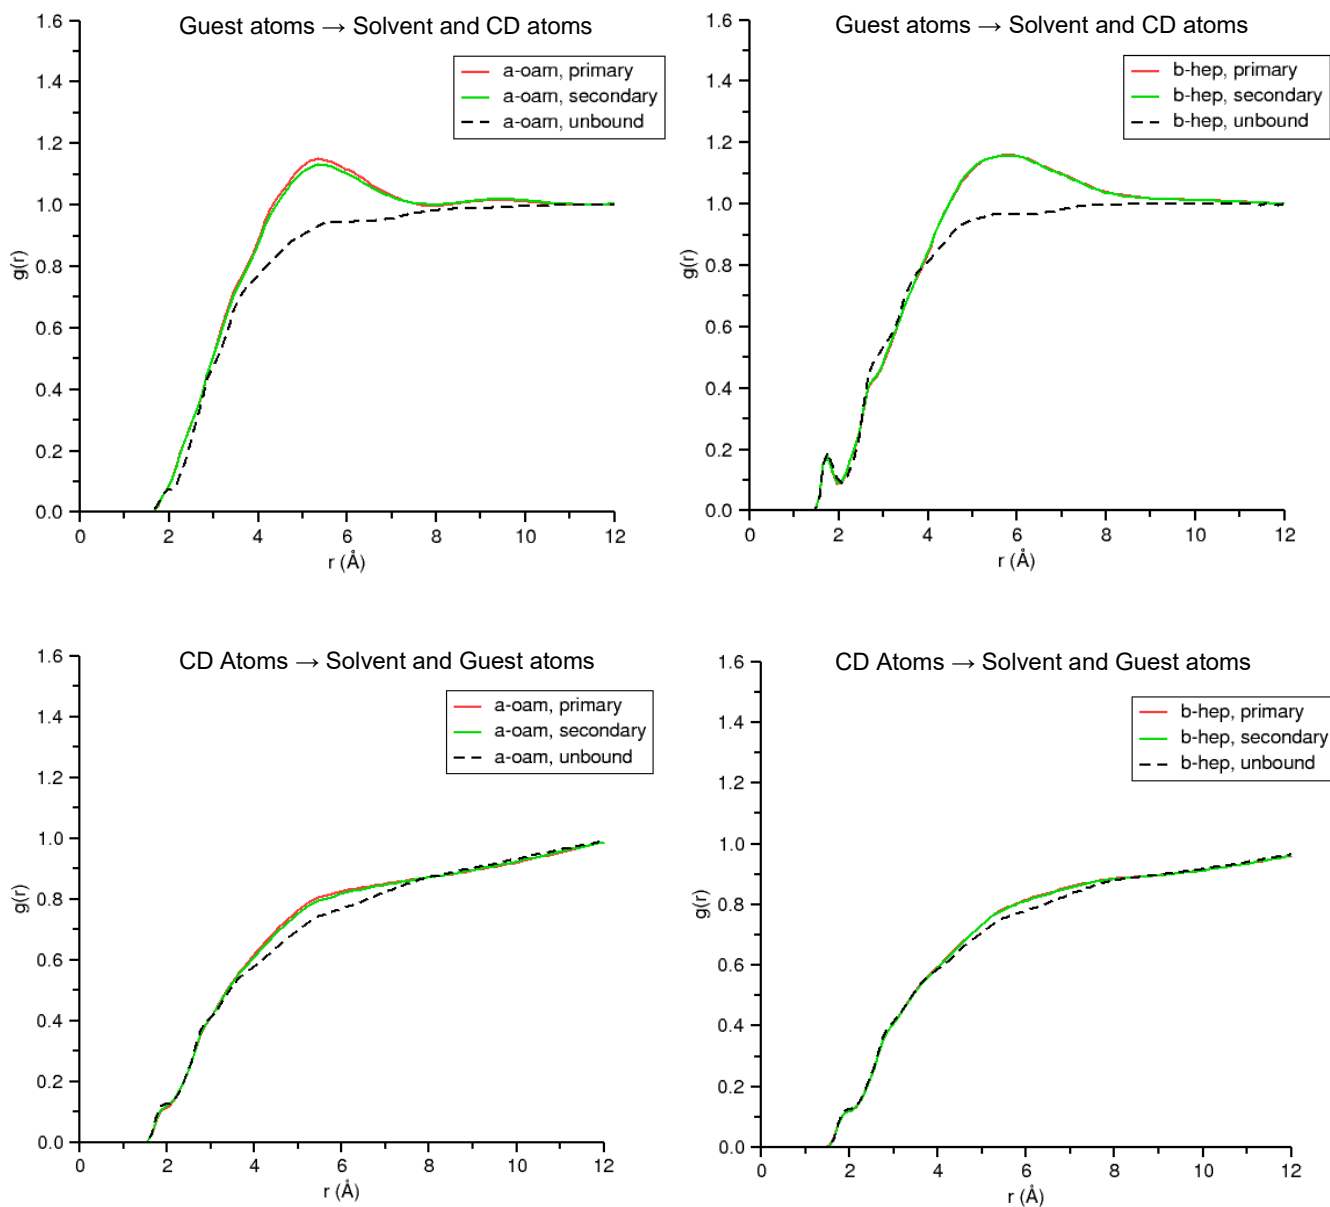 Guest atoms → Solvent and CD atoms
a-oam, primary
a-oam, secondary
a-oam, unbound
g(r)
1.6
1.4
1.2
1.0
0.8
0.6
0.4
0.2
0.0
0 2 4 6 8 10 12
r (Å)
Guest atoms → Solvent and CD atoms
b-hep, primary
b-hep, secondary
b-hep, unbound
g(r)
1.6
1.4
1.2
1.0
0.8
0.6
0.4
0.2
0.0
0 2 4 6 8 10 12
r (Å)
CD Atoms → Solvent and Guest atoms
a-oam, primary
a-oam, secondary
a-oam, unbound
g(r)
1.6
1.4
1.2
1.0
0.8
0.6
0.4
0.2
0.0
0 2 4 6 8 10 12
r (Å)
CD Atoms → Solvent and Guest atoms
b-hep, primary
b-hep, secondary
b-hep, unbound
g(r)
1.6
1.4
1.2
1.0
0.8
0.6
0.4
0.2
0.0
0 2 4 6 8 10 12
r (Å)